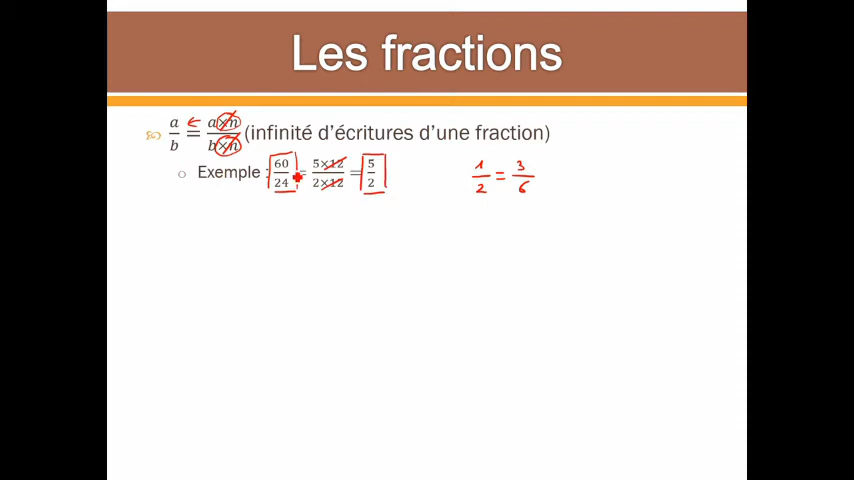 Les fractions
a/b = a×n/b×n (infinité d'écritures d'une fraction)
Exemple : 60/24 = 5×12/2×12 = 5/2
1/2 = 3/6